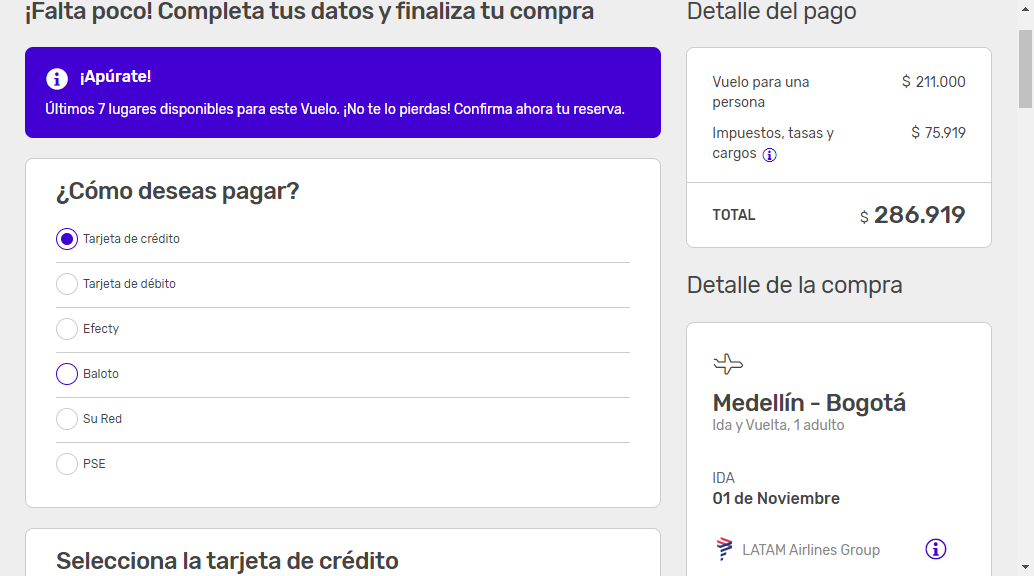 ¡Falta poco! Completa tus datos y finaliza tu compra
¡Apúrate!
Últimos 7 lugares disponibles para este Vuelo. ¡No te lo pierdas! Confirma ahora tu reserva.
¿Cómo deseas pagar?
Tarjeta de crédito
Tarjeta de débito
Efecty
Baloto
Su Red
PSE
Selecciona la tarjeta de crédito
Detalle del pago
Vuelo para una $ 211.000
persona
Impuestos, tasas y $ 75.919
cargos
TOTAL $ 286.919
Detalle de la compra
Medellín - Bogotá
Ida y Vuelta, 1 adulto
IDA
01 de Noviembre
LATAM Airlines Group